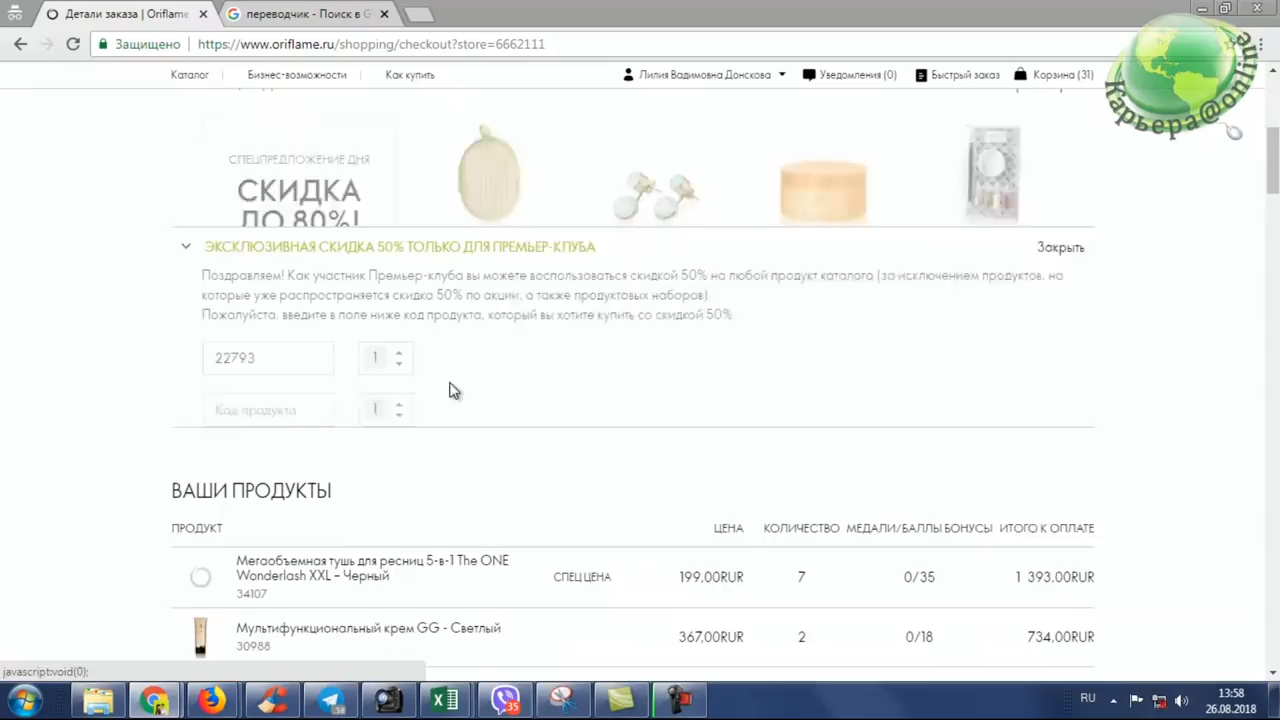 Детали заказа | Oriflame
переводчик - Поиск в G
Защищено
https://www.oriflame.ru/shopping/checkout?store=6662111
Каталог
Бизнес-возможности
Как купить
Лилия Вадимовна Донскова
Уведомления (0)
Быстрый заказ
Корзина (31)
Карьера@online
СПЕЦПРЕДЛОЖЕНИЕ ДНЯ
СКИДКА
ДО 80%!
ЭКСКЛЮЗИВНАЯ СКИДКА 50% ТОЛЬКО ДЛЯ ПРЕМЬЕР-КЛУБА
Закрыть
Поздравляем! Как участник Премьер-клуба вы можете воспользоваться скидкой 50% на любой продукт каталога (за исключением продуктов, на
которые уже распространяется скидка 50% по акции, а также продуктовых наборов)
Пожалуйста, введите в поле ниже код продукта, который вы хотите купить со скидкой 50%
22793 1
Код продукта 1
ВАШИ ПРОДУКТЫ
ПРОДУКТ ЦЕНА КОЛИЧЕСТВО МЕДАЛИ/БАЛЛЫ БОНУСЫ ИТОГО К ОПЛАТЕ
Мегаобъемная тушь для ресниц 5-в-1 The ONE
Wonderlash XXL – Черный
СПЕЦ.ЦЕНА 199,00RUR 7 0/35 1 393,00RUR
34107
Мультифункциональный крем GG - Светлый
367,00RUR 2 0/18 734,00RUR
30988
javascript:void(0);
RU
13:58
26.08.2018
35